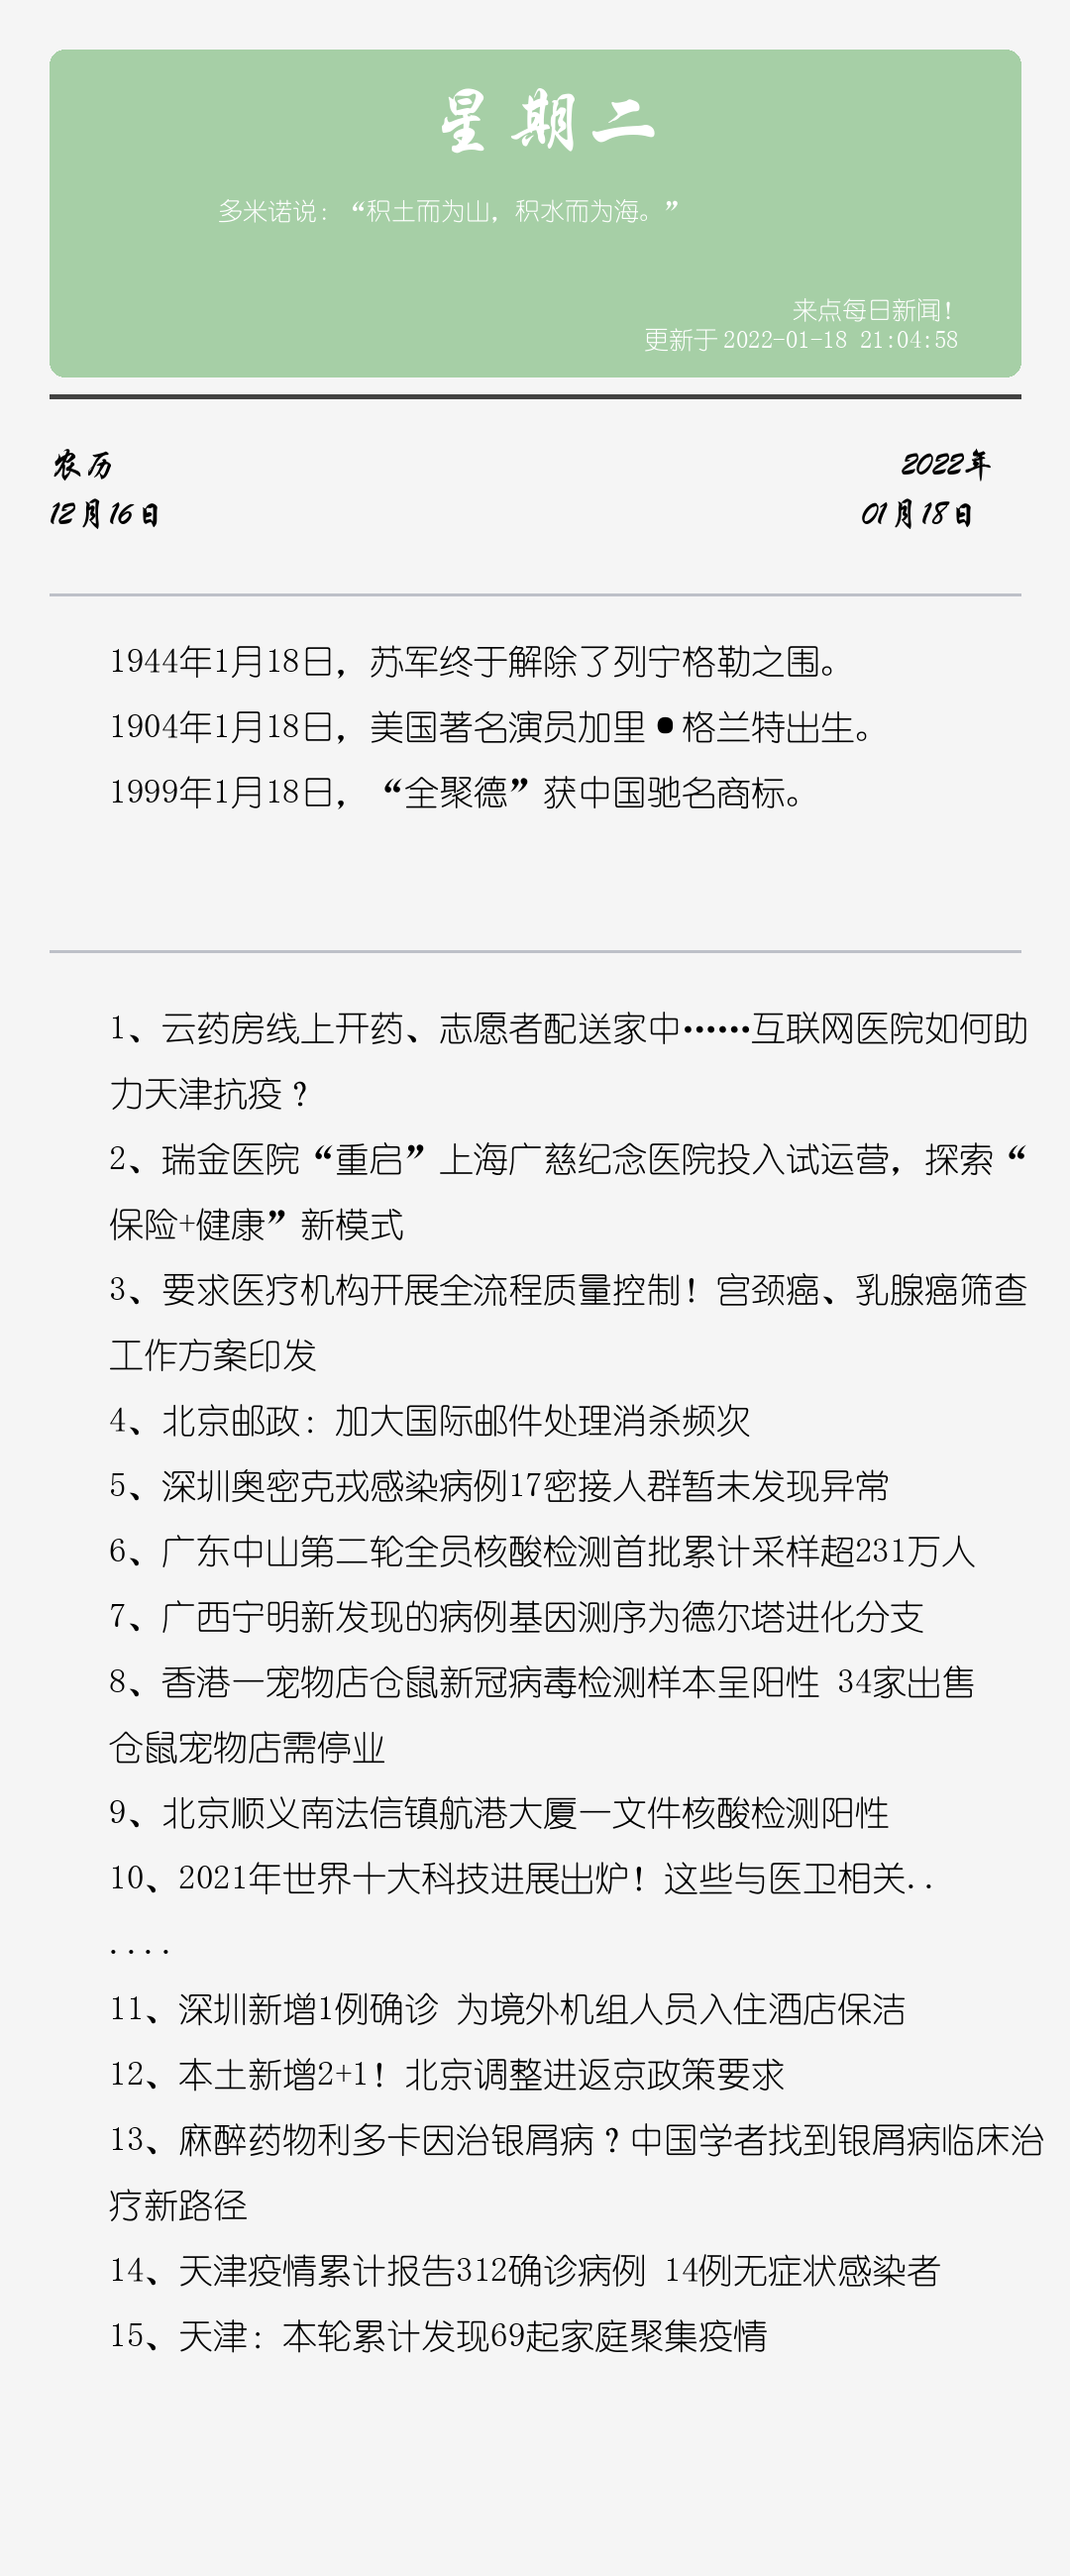 星期二
多米诺说：“积土而为山，积水而为海。”
来点每日新闻！
更新于 2022-01-18 21:04:58
农历
2022年
12月16日
01月18日
1944年1月18日，苏军终于解除了列宁格勒之围。
1904年1月18日，美国著名演员加里•格兰特出生。
1999年1月18日，“全聚德”获中国驰名商标。
1、云药房线上开药、志愿者配送家中……互联网医院如何助
力天津抗疫？
2、瑞金医院“重启”上海广慈纪念医院投入试运营，探索“
保险+健康”新模式
3、要求医疗机构开展全流程质量控制！宫颈癌、乳腺癌筛查
工作方案印发
4、北京邮政：加大国际邮件处理消杀频次
5、深圳奥密克戎感染病例17密接人群暂未发现异常
6、广东中山第二轮全员核酸检测首批累计采样超231万人
7、广西宁明新发现的病例基因测序为德尔塔进化分支
8、香港一宠物店仓鼠新冠病毒检测样本呈阳性 34家出售
仓鼠宠物店需停业
9、北京顺义南法信镇航港大厦一文件核酸检测阳性
10、2021年世界十大科技进展出炉！这些与医卫相关..
....
11、深圳新增1例确诊 为境外机组人员入住酒店保洁
12、本土新增2+1！北京调整进返京政策要求
13、麻醉药物利多卡因治银屑病？中国学者找到银屑病临床治
疗新路径
14、天津疫情累计报告312确诊病例 14例无症状感染者
15、天津：本轮累计发现69起家庭聚集疫情